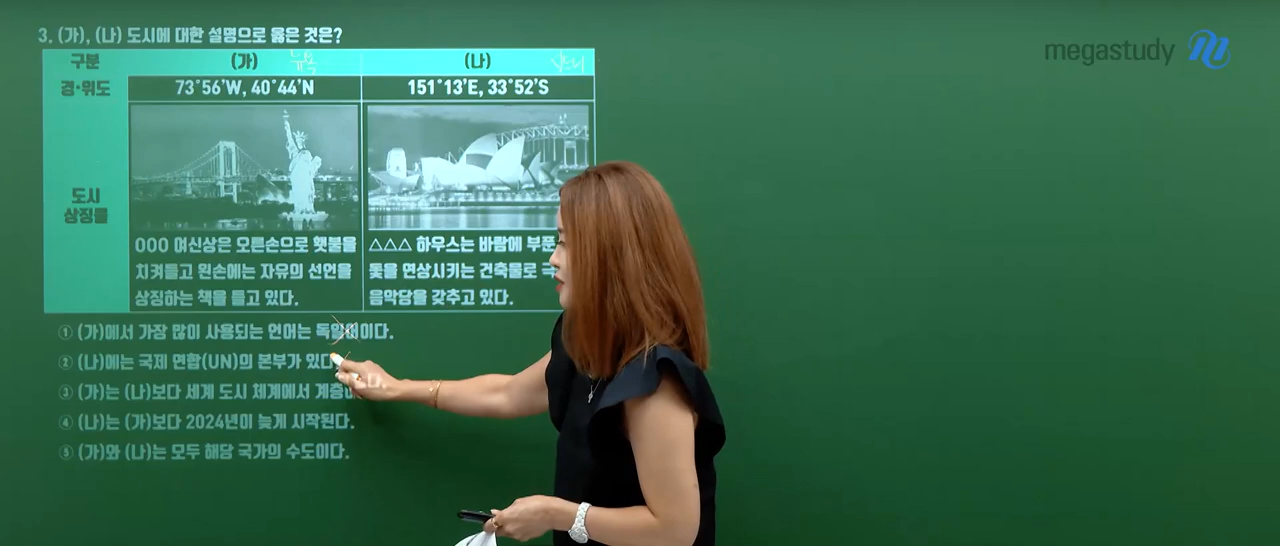 3. (가), (나) 도시에 대한 설명으로 옳은 것은?
megastudy
구분 (가) 뉴욕 (나) 시드니
경·위도 73°56'W, 40°44'N 151°13'E, 33°52'S
도시
상징물
OOO 여신상은 오른손으로 횃불을
치켜들고 왼손에는 자유의 선언을
상징하는 책을 들고 있다.
△△△ 하우스는 바람에 부푼
돛을 연상시키는 건축물로
음악당을 갖추고 있다.
① (가)에서 가장 많이 사용되는 언어는 독일어이다.
② (나)에는 국제 연합(UN)의 본부가 있다.
③ (가)는 (나)보다 세계 도시 체계에서
④ (나)는 (가)보다 2024년이 늦게 시작된다.
⑤ (가)와 (나)는 모두 해당 국가의 수도이다.